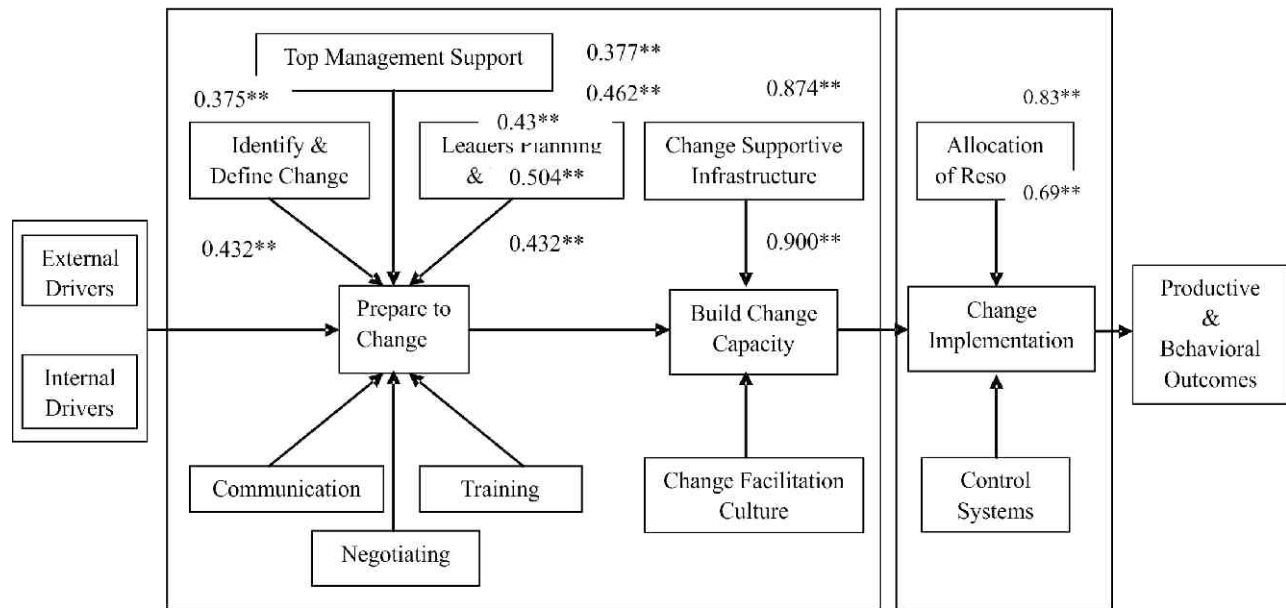 Top Management Support
0.377**
0.375**
0.462**
0.874**
0.83**
0.43**
Identify &
Define Change
Leaders Planning
& 
0.504**
Change Supportive
Infrastructure
Allocation
of Reso
0.69**
0.432**
0.432**
0.900**
External
Drivers
Internal
Drivers
Prepare to
Change
Build Change
Capacity
Change
Implementation
Productive
&
Behavioral
Outcomes
Communication
Training
Negotiating
Change Facilitation
Culture
Control
Systems